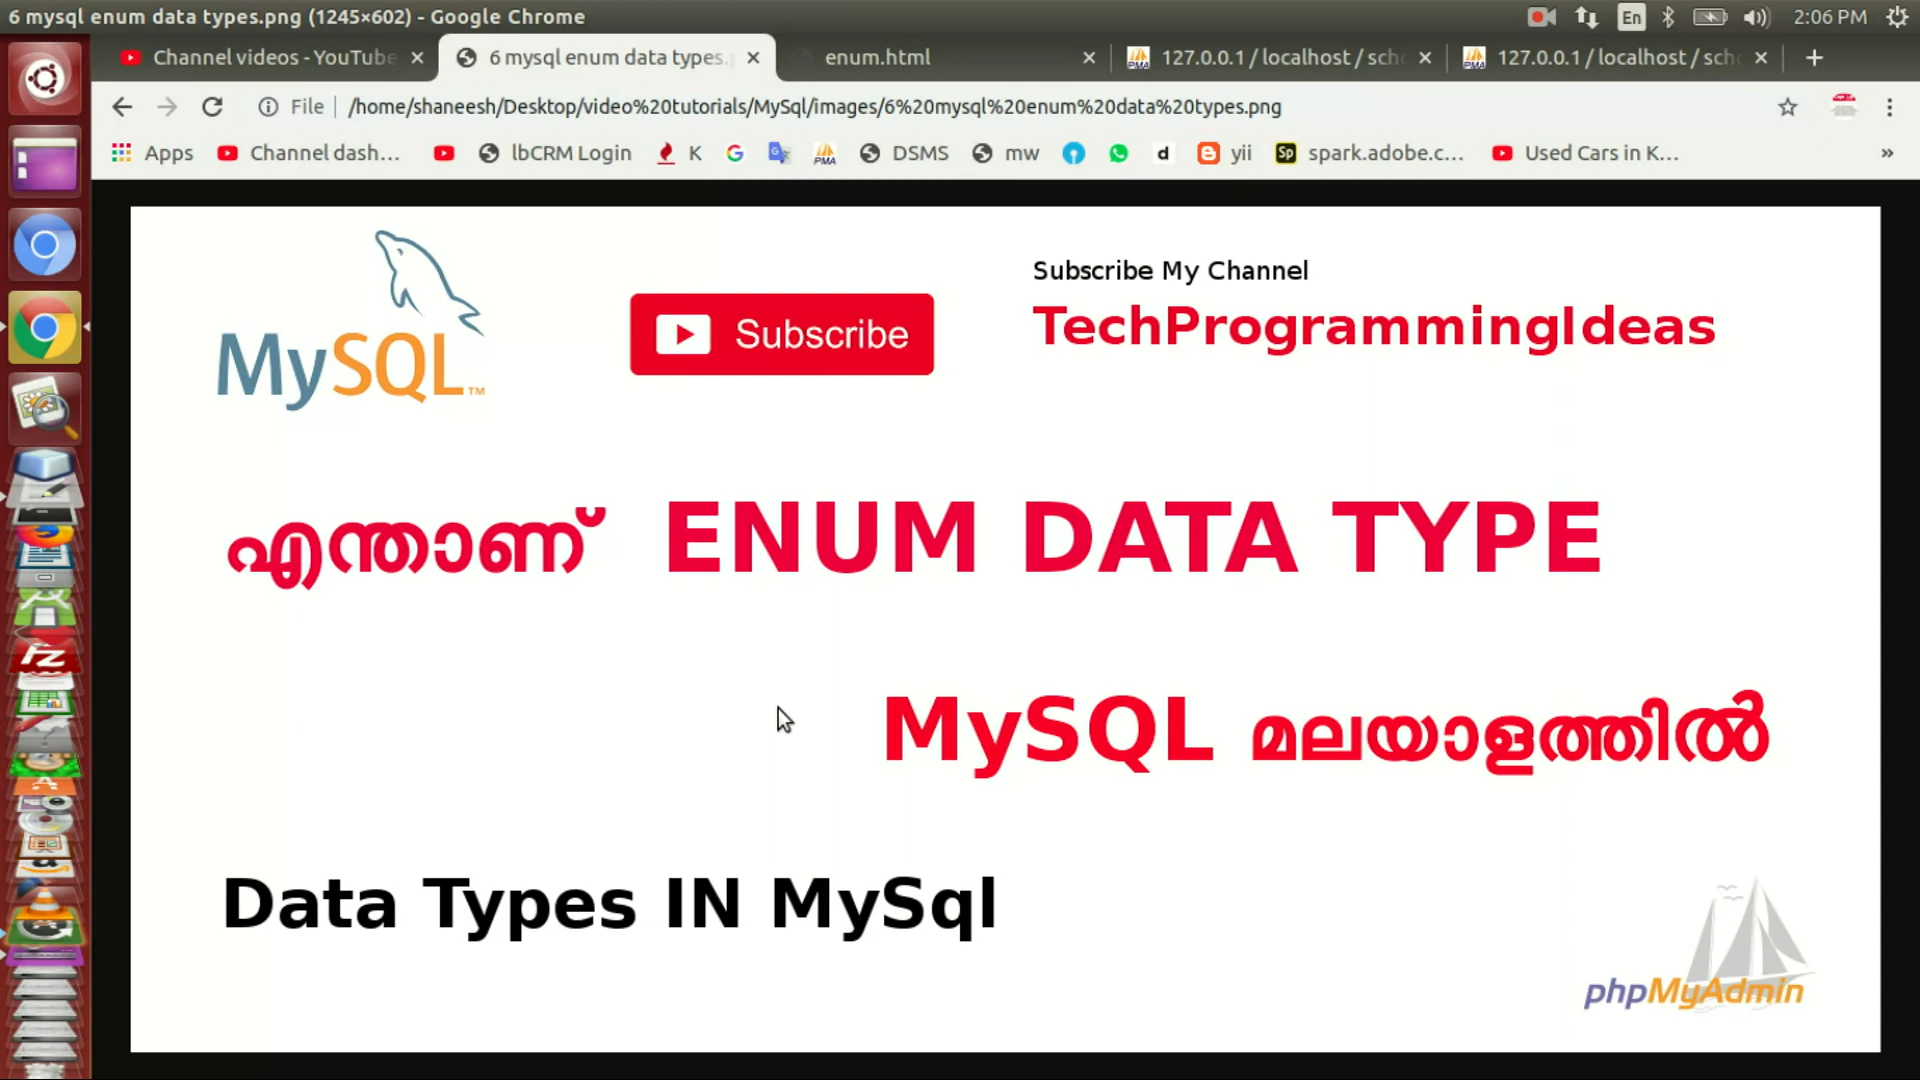 6 mysql enum data types.png (1245×602) - Google Chrome
En
2:06 PM
Channel videos - YouTube
6 mysql enum data types.
enum.html
127.0.0.1 / localhost / sch
127.0.0.1 / localhost / sch
File
/home/shaneesh/Desktop/video%20tutorials/MySql/images/6%20mysql%20enum%20data%20types.png
Apps
Channel dash...
lbCRM Login
K
PMA
DSMS
mw
d
yii
Sp
spark.adobe.c...
Used Cars in K...
»
MySQL™
Subscribe
Subscribe My Channel
TechProgrammingIdeas
എന്താണ് ENUM DATA TYPE
MySQL മലയാളത്തിൽ
Data Types IN MySql
phpMyAdmin